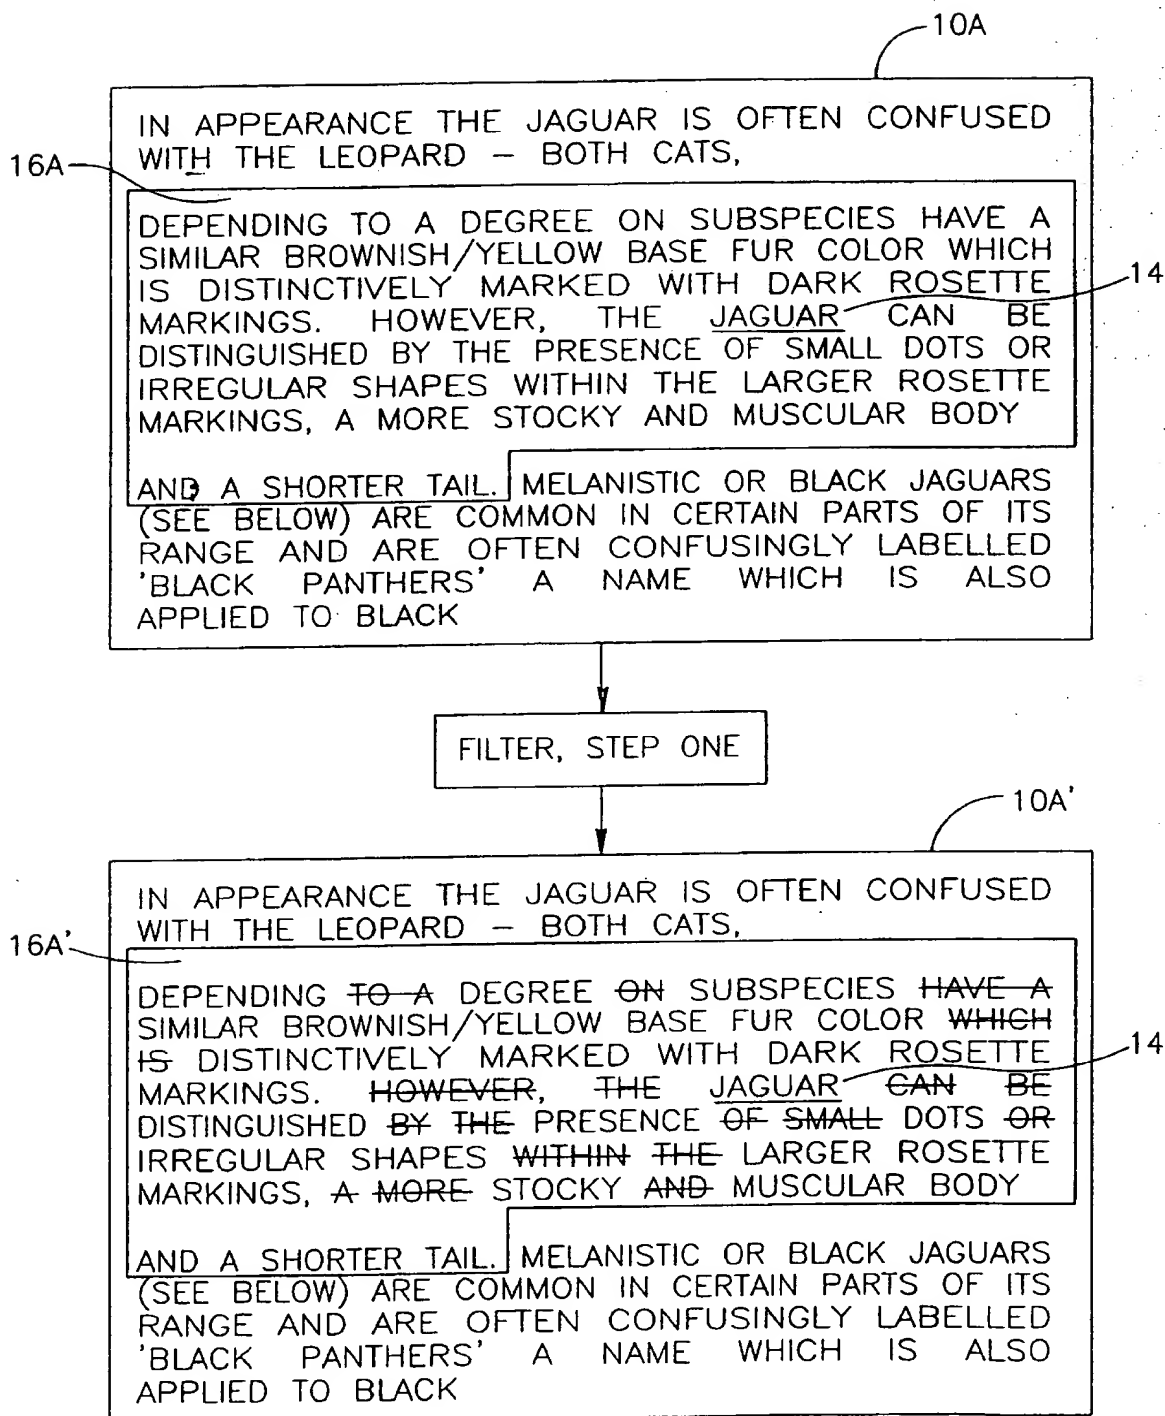 10A
IN APPEARANCE THE JAGUAR IS OFTEN CONFUSED
WITH THE LEOPARD – BOTH CATS,
16A
DEPENDING TO A DEGREE ON SUBSPECIES HAVE A
SIMILAR BROWNISH/YELLOW BASE FUR COLOR WHICH
IS DISTINCTIVELY MARKED WITH DARK ROSETTE
14
MARKINGS. HOWEVER, THE JAGUAR CAN BE
DISTINGUISHED BY THE PRESENCE OF SMALL DOTS OR
IRREGULAR SHAPES WITHIN THE LARGER ROSETTE
MARKINGS, A MORE STOCKY AND MUSCULAR BODY
AND A SHORTER TAIL. MELANISTIC OR BLACK JAGUARS
(SEE BELOW) ARE COMMON IN CERTAIN PARTS OF ITS
RANGE AND ARE OFTEN CONFUSINGLY LABELLED
'BLACK PANTHERS' A NAME WHICH IS ALSO
APPLIED TO BLACK
FILTER, STEP ONE
10A'
IN APPEARANCE THE JAGUAR IS OFTEN CONFUSED
WITH THE LEOPARD – BOTH CATS,
16A'
DEPENDING TO A DEGREE ON SUBSPECIES HAVE A
SIMILAR BROWNISH/YELLOW BASE FUR COLOR WHICH
IS DISTINCTIVELY MARKED WITH DARK ROSETTE
14
MARKINGS. HOWEVER, THE JAGUAR CAN BE
DISTINGUISHED BY THE PRESENCE OF SMALL DOTS OR
IRREGULAR SHAPES WITHIN THE LARGER ROSETTE
MARKINGS, A MORE STOCKY AND MUSCULAR BODY
AND A SHORTER TAIL. MELANISTIC OR BLACK JAGUARS
(SEE BELOW) ARE COMMON IN CERTAIN PARTS OF ITS
RANGE AND ARE OFTEN CONFUSINGLY LABELLED
'BLACK PANTHERS' A NAME WHICH IS ALSO
APPLIED TO BLACK